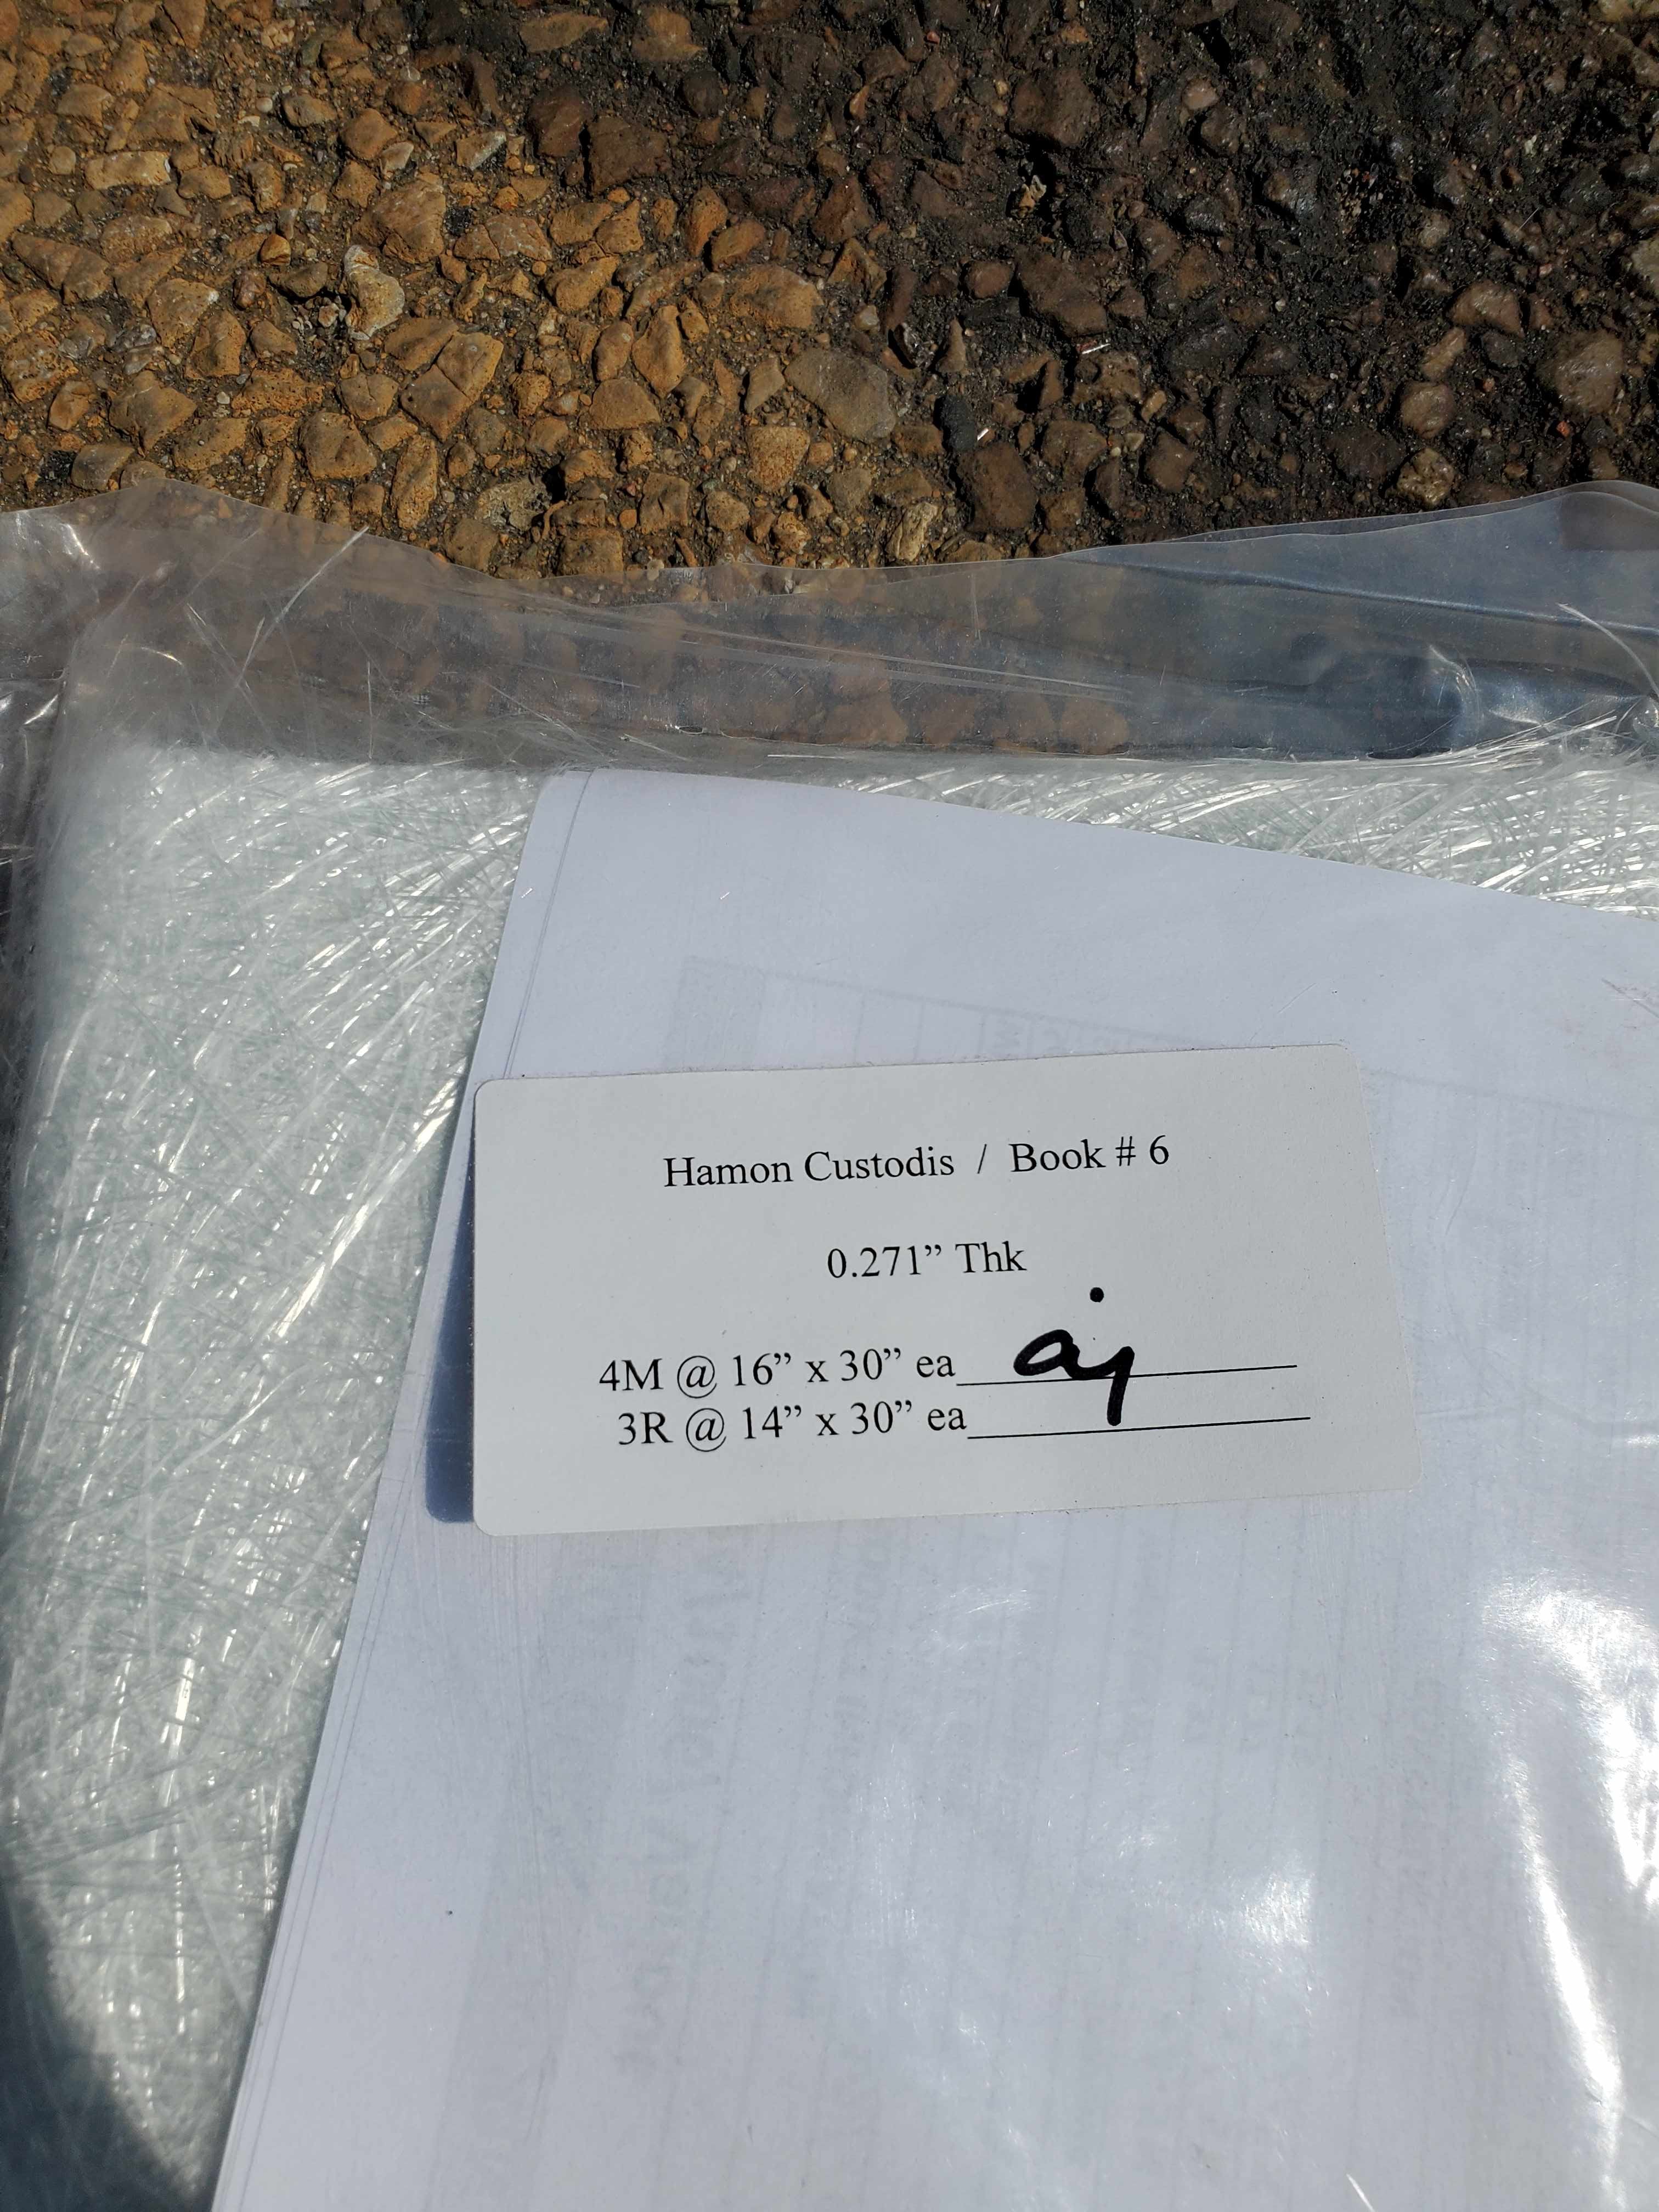 Hamon Custodis / Book # 6
0.271” Thk
4M @ 16” x 30” ea aj
3R @ 14” x 30” ea